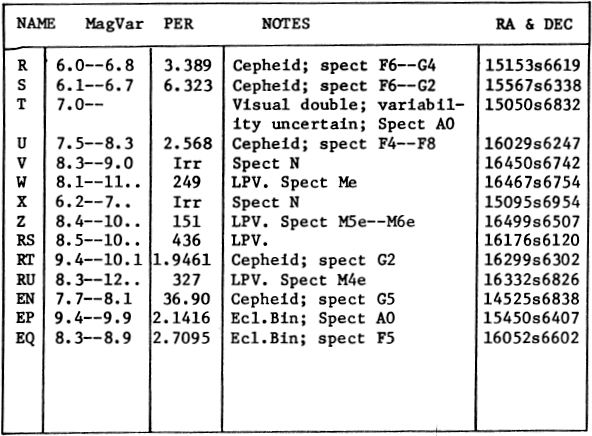 NAME MagVar PER NOTES RA & DEC
R 6.0--6.8 3.389 Cepheid; spect F6--G4 15153s6619
S 6.1--6.7 6.323 Cepheid; spect F6--G2 15567s6338
T 7.0-- Visual double; variabil- 15050s6832
ity uncertain; Spect A0
U 7.5--8.3 2.568 Cepheid; spect F4--F8 16029s6247
V 8.3--9.0 Irr Spect N 16450s6742
W 8.1--11.. 249 LPV. Spect Me 16467s6754
X 6.2--7.. Irr Spect N 15095s6954
Z 8.4--10.. 151 LPV. Spect M5e--M6e 16499s6507
RS 8.5--10.. 436 LPV. 16176s6120
RT 9.4--10.1 1.9461 Cepheid; spect G2 16299s6302
RU 8.3--12.. 327 LPV. Spect M4e 16332s6826
EN 7.7--8.1 36.90 Cepheid; spect G5 14525s6838
EP 9.4--9.9 2.1416 Ecl.Bin; Spect A0 15450s6407
EQ 8.3--8.9 2.7095 Ecl.Bin; spect F5 16052s6602